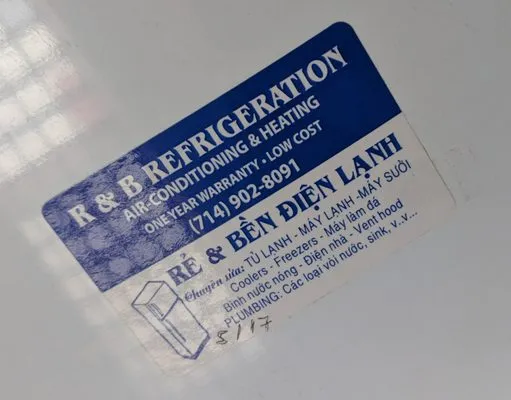 R & B REFRIGERATION
AIR-CONDITIONING & HEATING
ONE YEAR WARRANTY • LOW COST
(714) 902-8091
RẺ & BỀN ĐIỆN LẠNH
Chuyên sửa: TỦ LẠNH - MÁY LẠNH -MÁY SƯỞI
Coolers - Freezers - Máy làm đá
Bình nước nóng - Điện nhà - Vent hood
PLUMBING: Các loại vòi nước, sink, v..v...
5/17